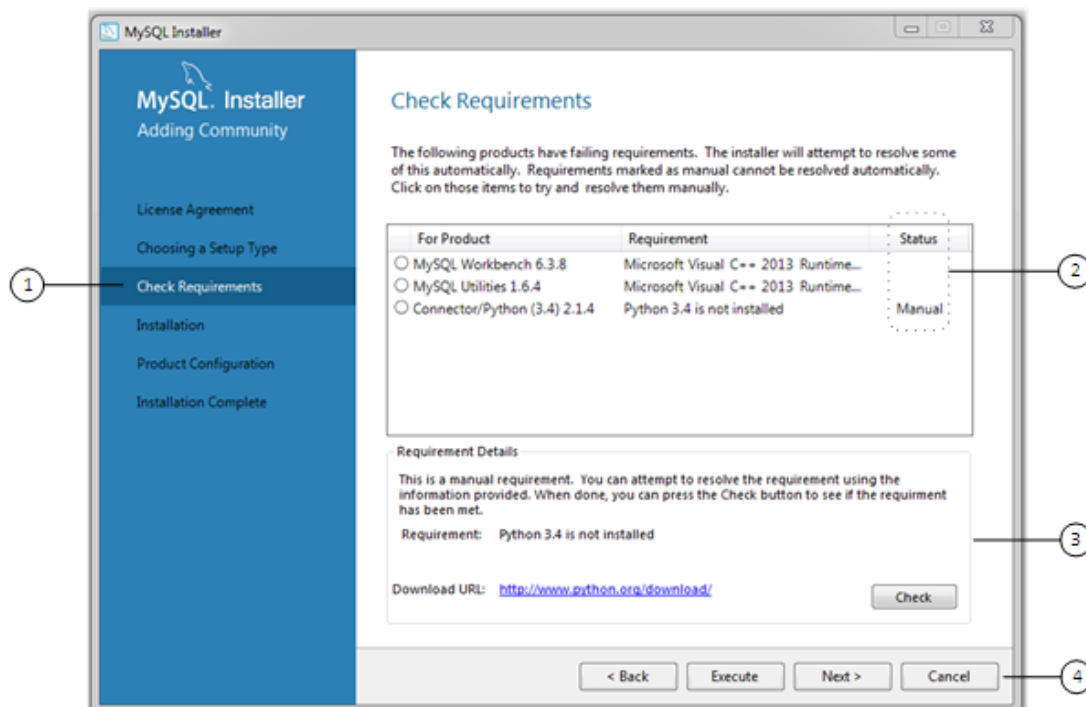 MySQL Installer
MySQL. Installer
Adding Community
License Agreement
Choosing a Setup Type
Check Requirements
Installation
Product Configuration
Installation Complete
Check Requirements
The following products have failing requirements. The installer will attempt to resolve some
of this automatically. Requirements marked as manual cannot be resolved automatically.
Click on those items to try and resolve them manually.
For Product Requirement Status
MySQL Workbench 6.3.8 Microsoft Visual C++ 2013 Runtime...
MySQL Utilities 1.6.4 Microsoft Visual C++ 2013 Runtime...
Connector/Python (3.4) 2.1.4 Python 3.4 is not installed Manual
Requirement Details
This is a manual requirement. You can attempt to resolve the requirement using the
information provided. When done, you can press the Check button to see if the requirment
has been met.
Requirement: Python 3.4 is not installed
Download URL: http://www.python.org/download/
Check
< Back Execute Next > Cancel
1
2
3
4